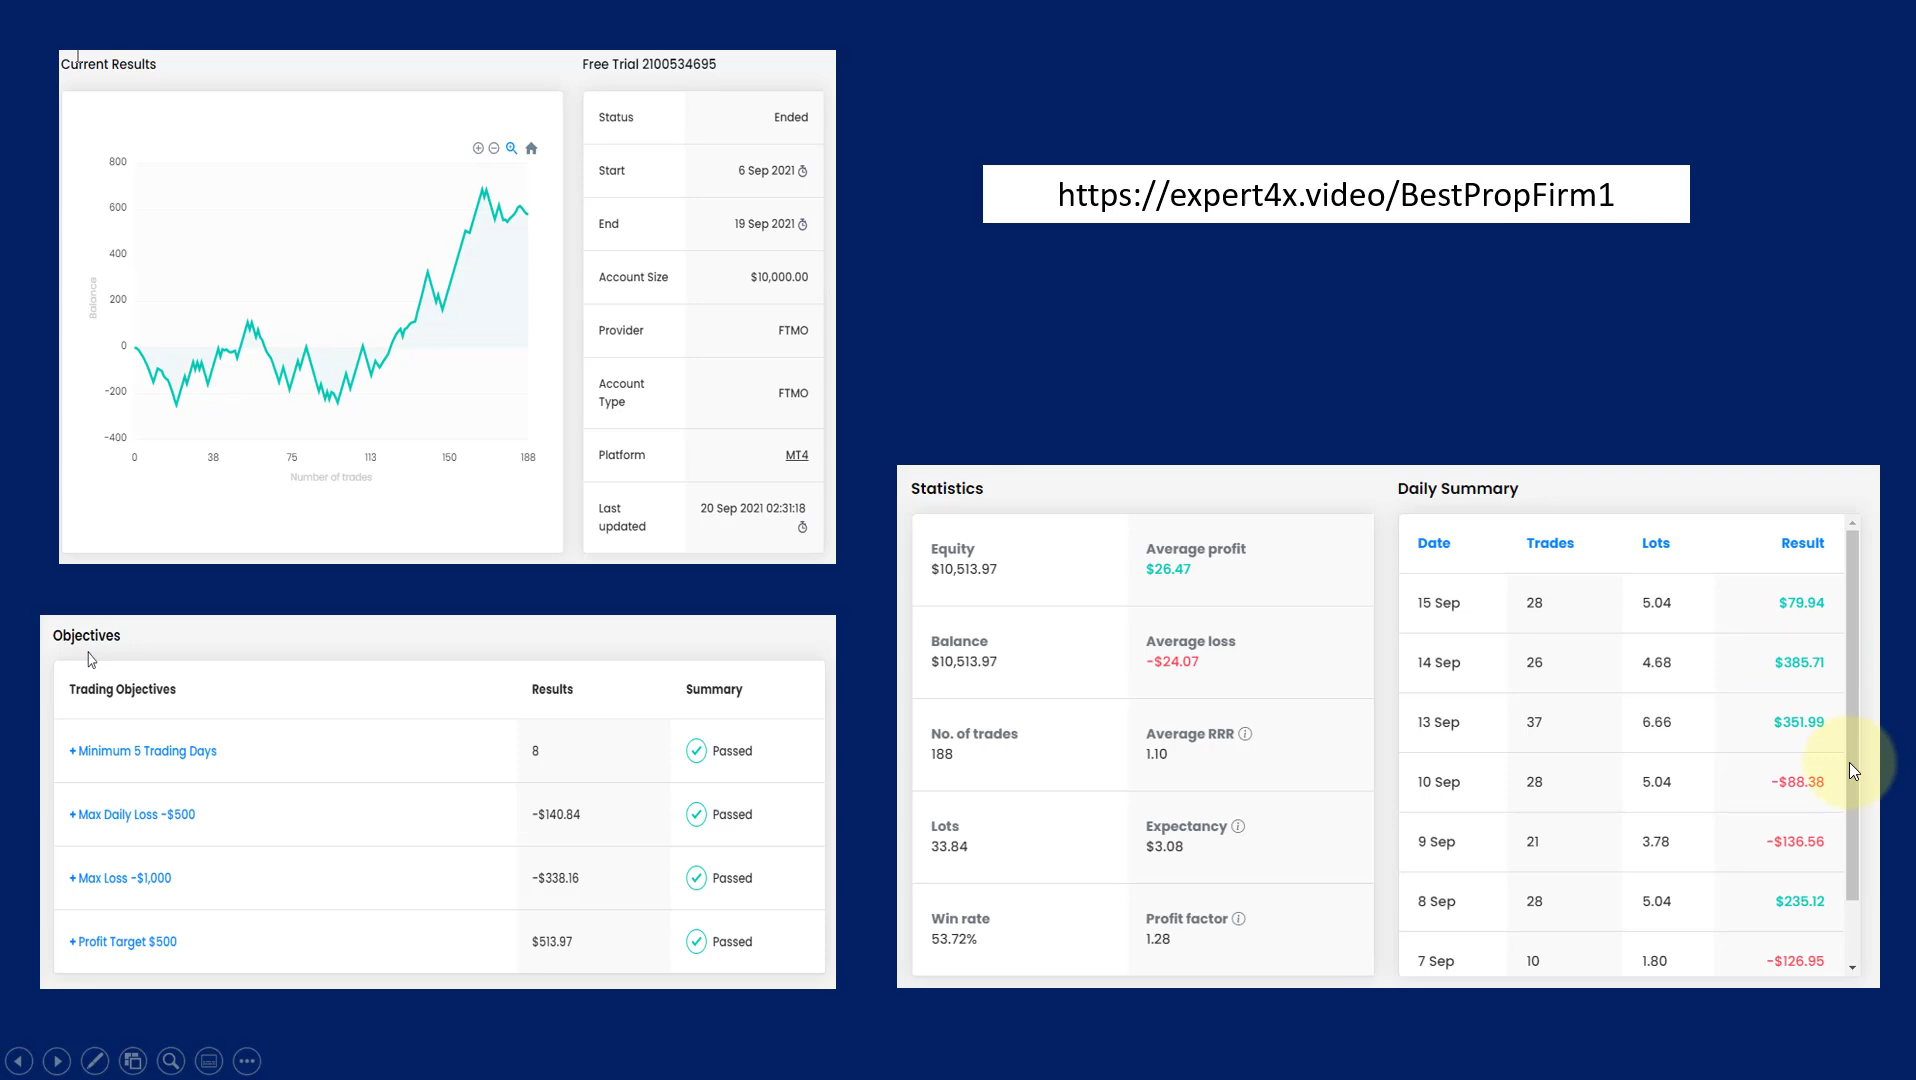 Current Results
Free Trial 2100534695
800
600
400
200
0
-200
-400
Balance
0 38 75 113 150 188
Number of trades
Status Ended
Start 6 Sep 2021
End 19 Sep 2021
Account Size $10,000.00
Provider FTMO
Account
Type
FTMO
Platform MT4
Last
updated
20 Sep 2021 02:31:18
https://expert4x.video/BestPropFirm1
Objectives
Trading Objectives Results Summary
+ Minimum 5 Trading Days 8 Passed
+ Max Daily Loss -$500 -$140.84 Passed
+ Max Loss -$1,000 -$338.16 Passed
+ Profit Target $500 $513.97 Passed
Statistics
Equity
$10,513.97
Average profit
$26.47
Balance
$10,513.97
Average loss
-$24.07
No. of trades
188
Average RRR
1.10
Lots
33.84
Expectancy
$3.08
Win rate
53.72%
Profit factor
1.28
Daily Summary
Date Trades Lots Result
15 Sep 28 5.04 $79.94
14 Sep 26 4.68 $385.71
13 Sep 37 6.66 $351.99
10 Sep 28 5.04 -$88.38
9 Sep 21 3.78 -$136.56
8 Sep 28 5.04 $235.12
7 Sep 10 1.80 -$126.95